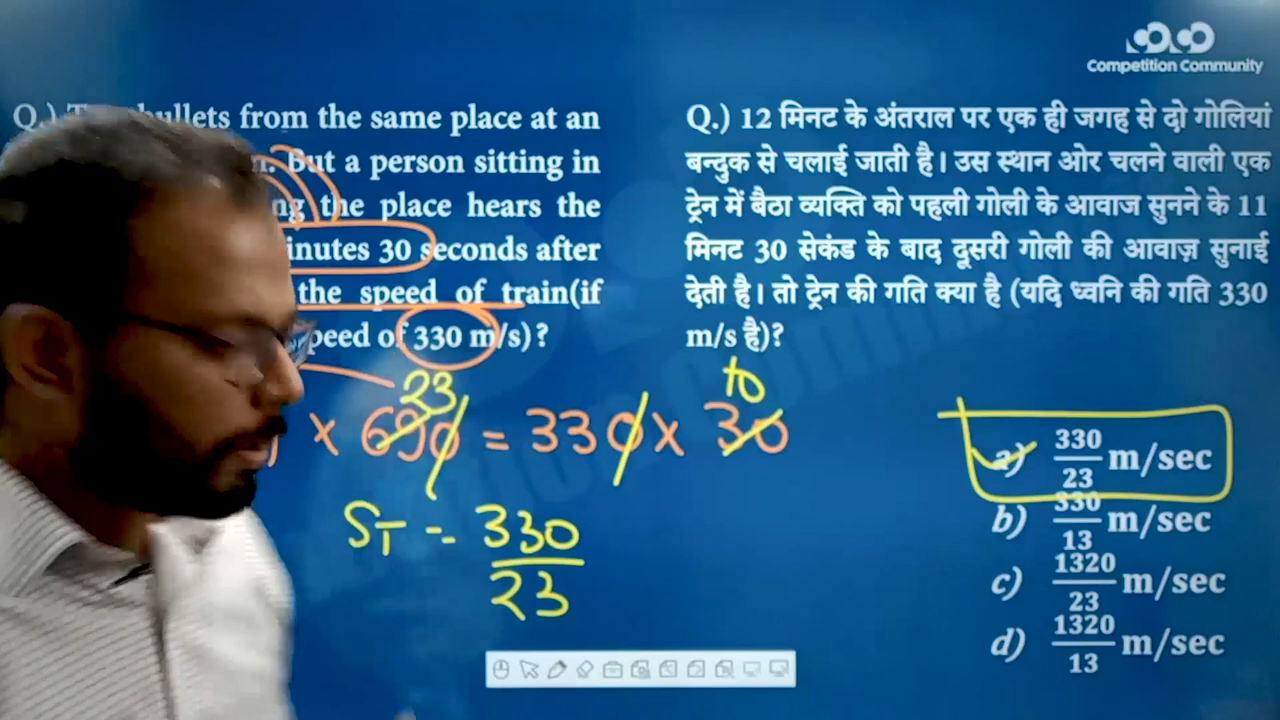 Competition Community
Q.) bullets from the same place at an
But a person sitting in
the place hears the
30 seconds after
the speed of train(if
of 330 m/s)?
Q.) 12 मिनट के अंतराल पर एक ही जगह से दो गोलियां
बन्दुक से चलाई जाती है। उस स्थान ओर चलने वाली एक
ट्रेन में बैठा व्यक्ति को पहली गोली के आवाज सुनने के 11
मिनट 30 सेकंड के बाद दूसरी गोली की आवाज़ सुनाई
देती है। तो ट्रेन की गति क्या है (यदि ध्वनि की गति 330
m/s है)?
23 10
× 690 = 330 × 30
ST = 330
23
a) 330/23 m/sec
b) 330/13 m/sec
c) 1320/23 m/sec
d) 1320/13 m/sec